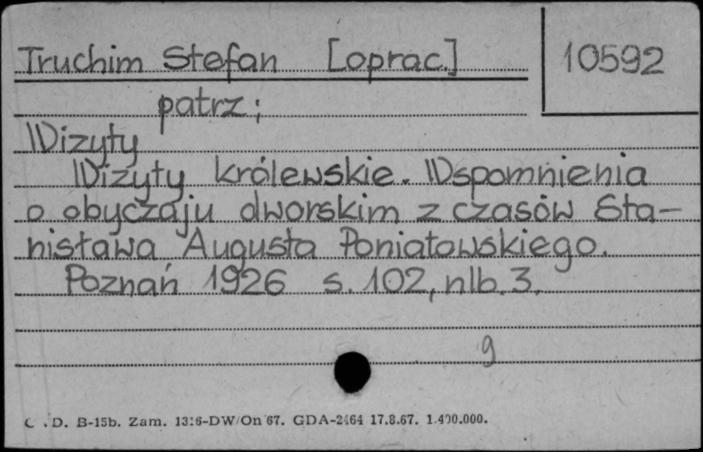 Truchim Stefan [oprac.] 10592
patrz:
Wizyty
Wizyty królewskie. Wspomnienia
o obyczaju dworskim z czasów Sta-
nisława Augusta Poniatowskiego.
Poznań 1926 s. 102, nlb. 3.
g
D. B-15b. Zam. 1316-DW/On 67. GDA-2464 17.8.67. 1.400.000.